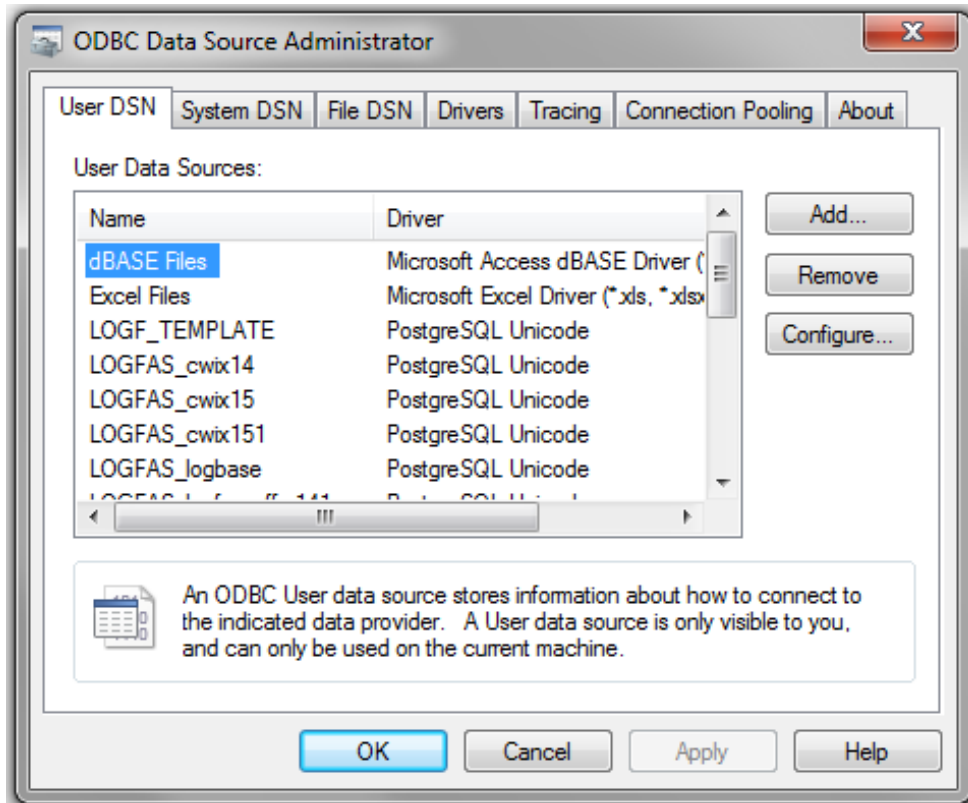 ODBC Data Source Administrator
User DSN System DSN File DSN Drivers Tracing Connection Pooling About
User Data Sources:
Name Driver
Add...
dBASE Files Microsoft Access dBASE Driver (*
Remove
Excel Files Microsoft Excel Driver (*.xls, *.xlsx
LOGF_TEMPLATE PostgreSQL Unicode
Configure...
LOGFAS_cwix14 PostgreSQL Unicode
LOGFAS_cwix15 PostgreSQL Unicode
LOGFAS_cwix151 PostgreSQL Unicode
LOGFAS_logbase PostgreSQL Unicode
An ODBC User data source stores information about how to connect to
the indicated data provider. A User data source is only visible to you,
and can only be used on the current machine.
OK Cancel Apply Help